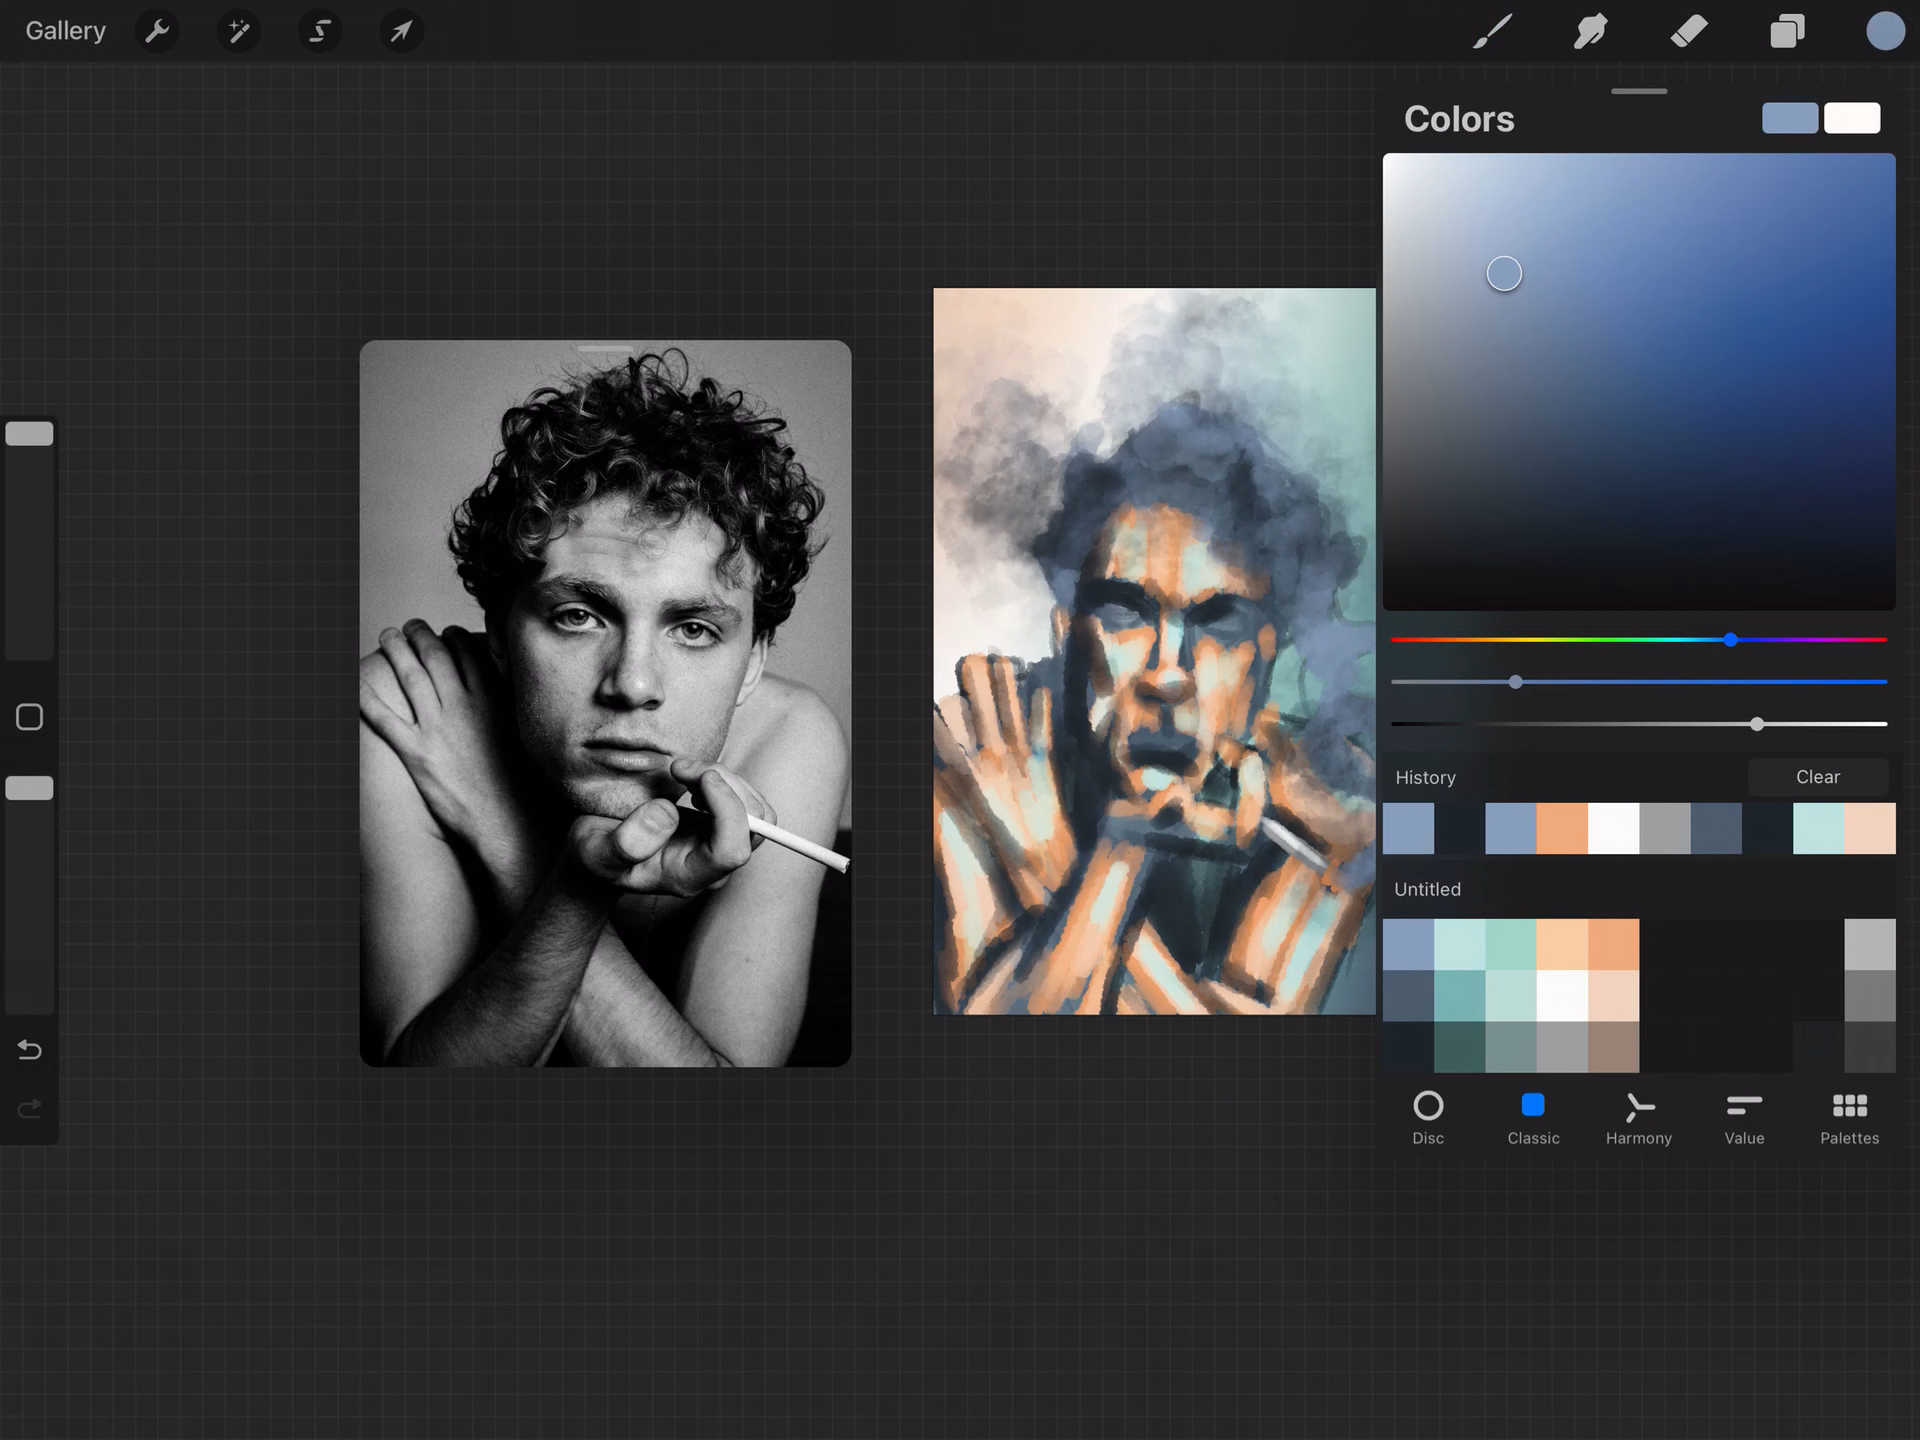 Gallery
Colors
History
Clear
Untitled
Disc
Classic
Harmony
Value
Palettes